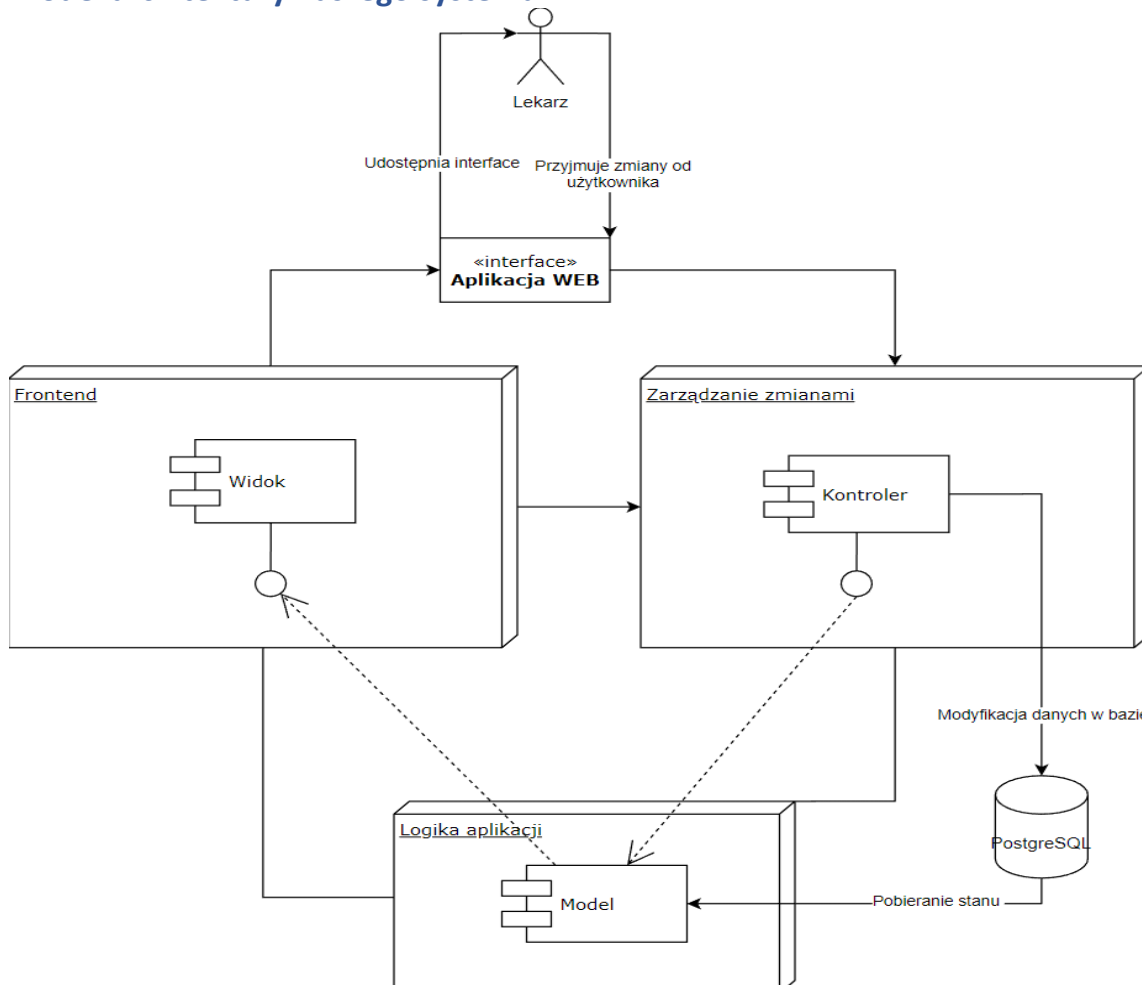 Lekarz
Udostępnia interface
Przyjmuje zmiany od
użytkownika
«interface»
Aplikacja WEB
Frontend
Zarządzanie zmianami
Widok
Kontroler
Modyfikacja danych w bazie
Logika aplikacji
PostgreSQL
Model
Pobieranie stanu